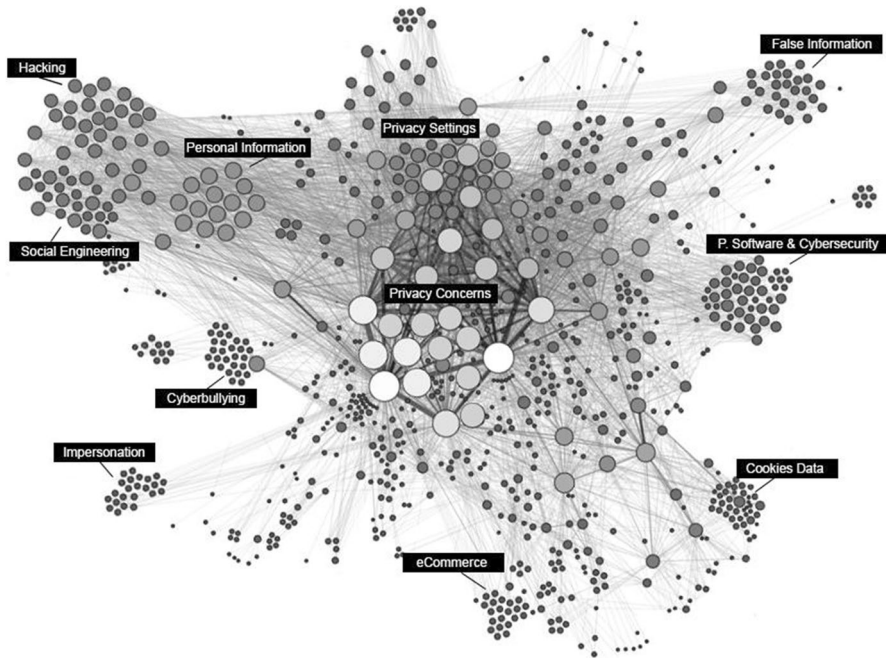 False Information
Hacking
Privacy Settings
Personal Information
P. Software & Cybersecurity
Social Engineering
Privacy Concerns
Cyberbullying
Impersonation
Cookies Data
eCommerce